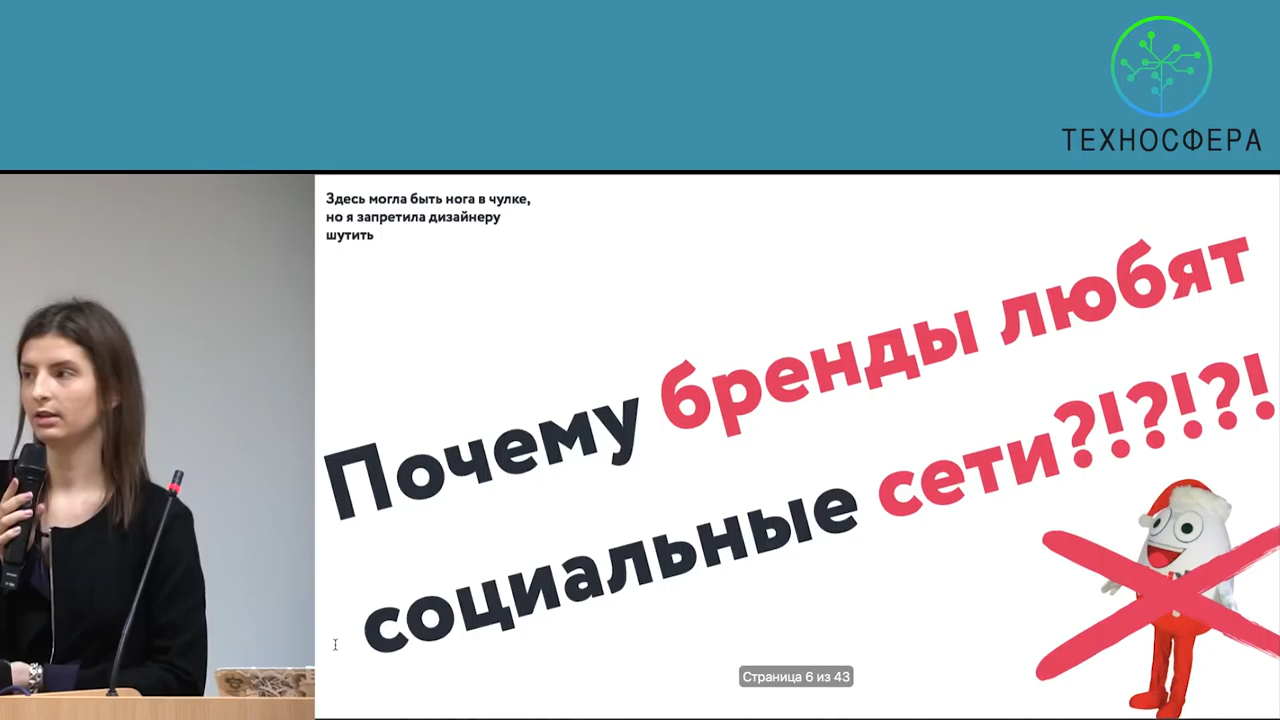 ТЕХНОСФЕРА
Здесь могла быть нога в чулке,
но я запретила дизайнеру
шутить
Почему бренды любят
социальные сети?!?!?!
Страница 6 из 43